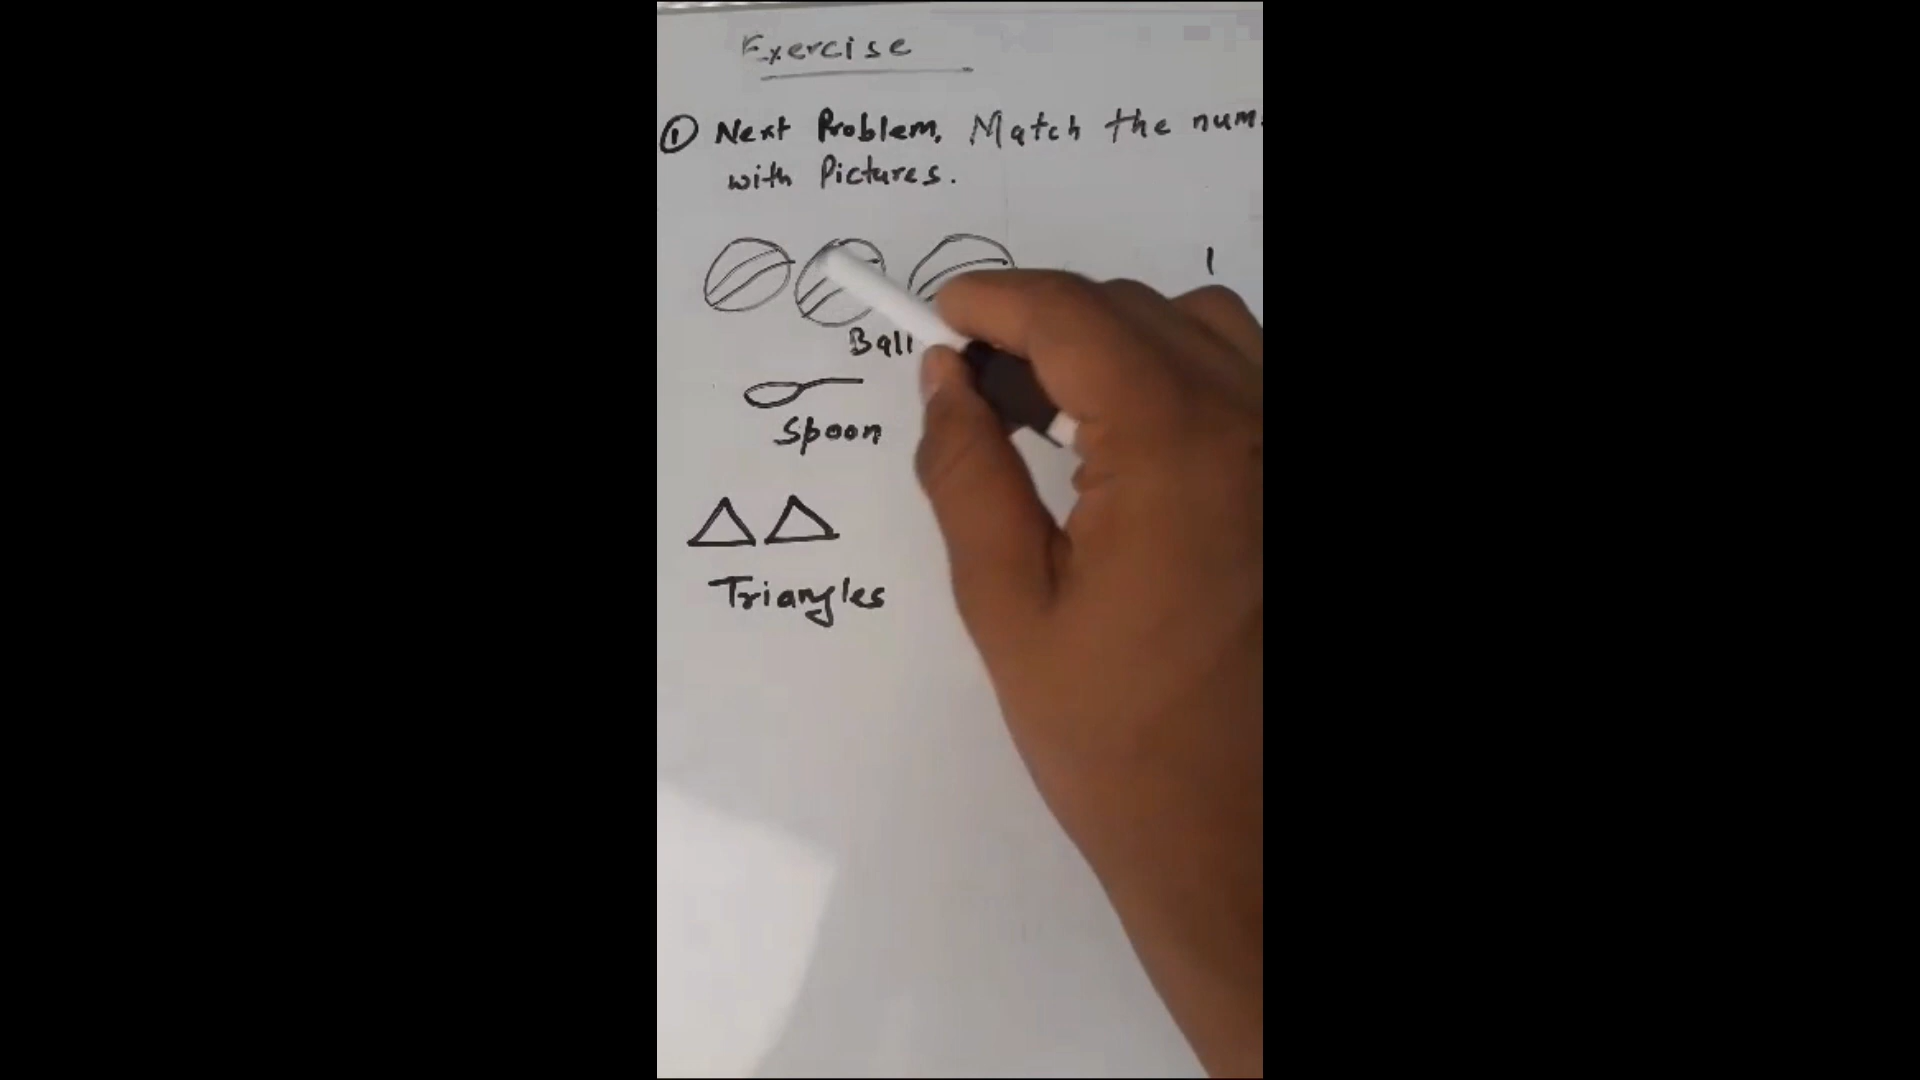 Exercise
① Next Problem, Match the num
with Pictures.
1
Ball
Spoon
Triangles